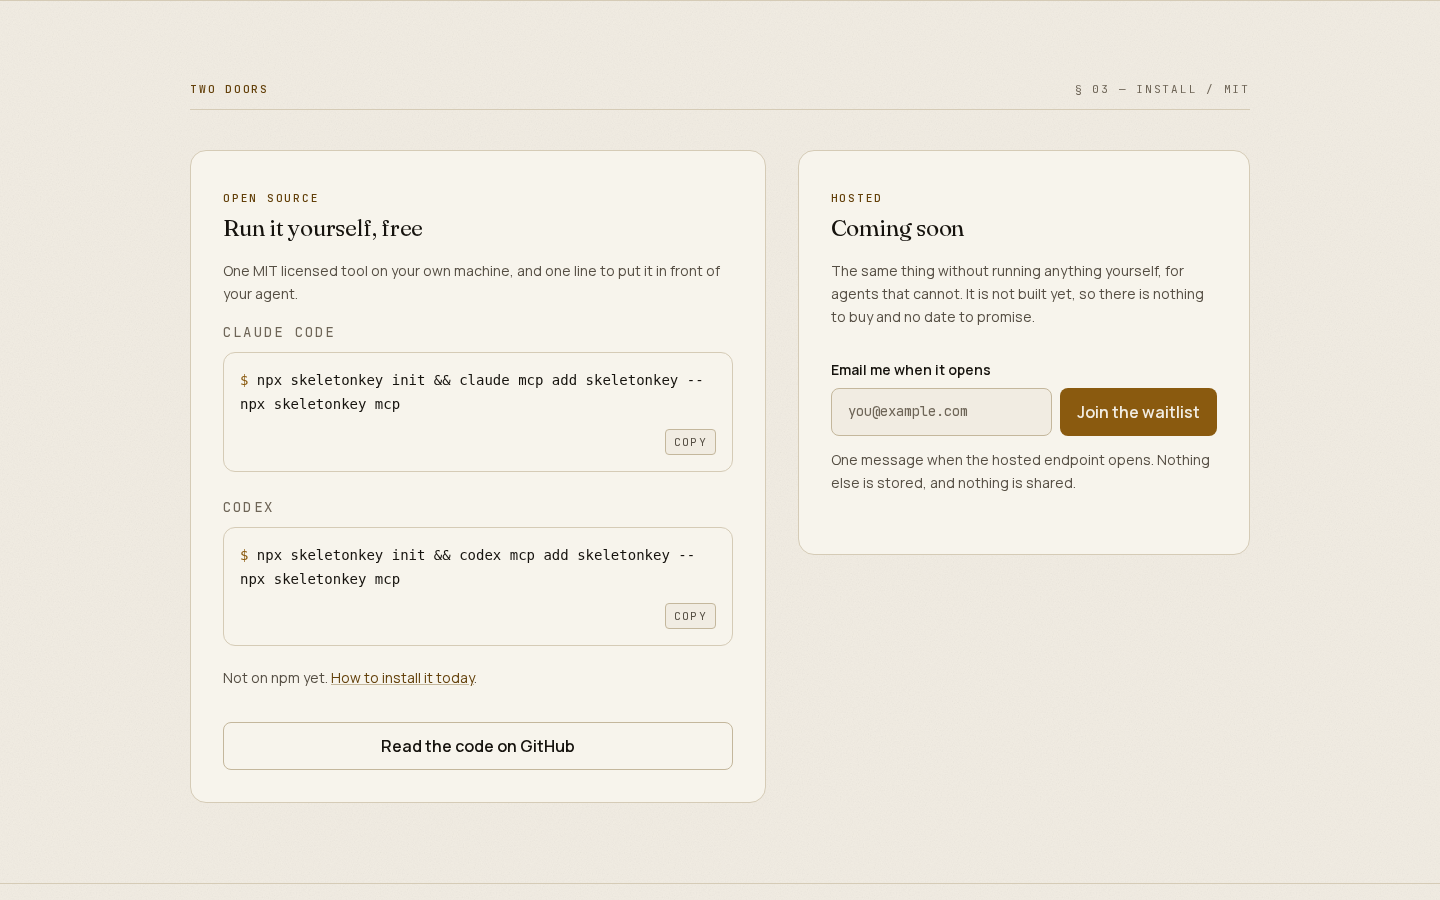 TWO DOORS
§ 03 — INSTALL / MIT
OPEN SOURCE
Run it yourself, free
One MIT licensed tool on your own machine, and one line to put it in front of
your agent.
CLAUDE CODE
$ npx skeletonkey init && claude mcp add skeletonkey --
npx skeletonkey mcp
COPY
CODEX
$ npx skeletonkey init && codex mcp add skeletonkey --
npx skeletonkey mcp
COPY
Not on npm yet. How to install it today.
Read the code on GitHub
HOSTED
Coming soon
The same thing without running anything yourself, for
agents that cannot. It is not built yet, so there is nothing
to buy and no date to promise.
Email me when it opens
you@example.com
Join the waitlist
One message when the hosted endpoint opens. Nothing
else is stored, and nothing is shared.